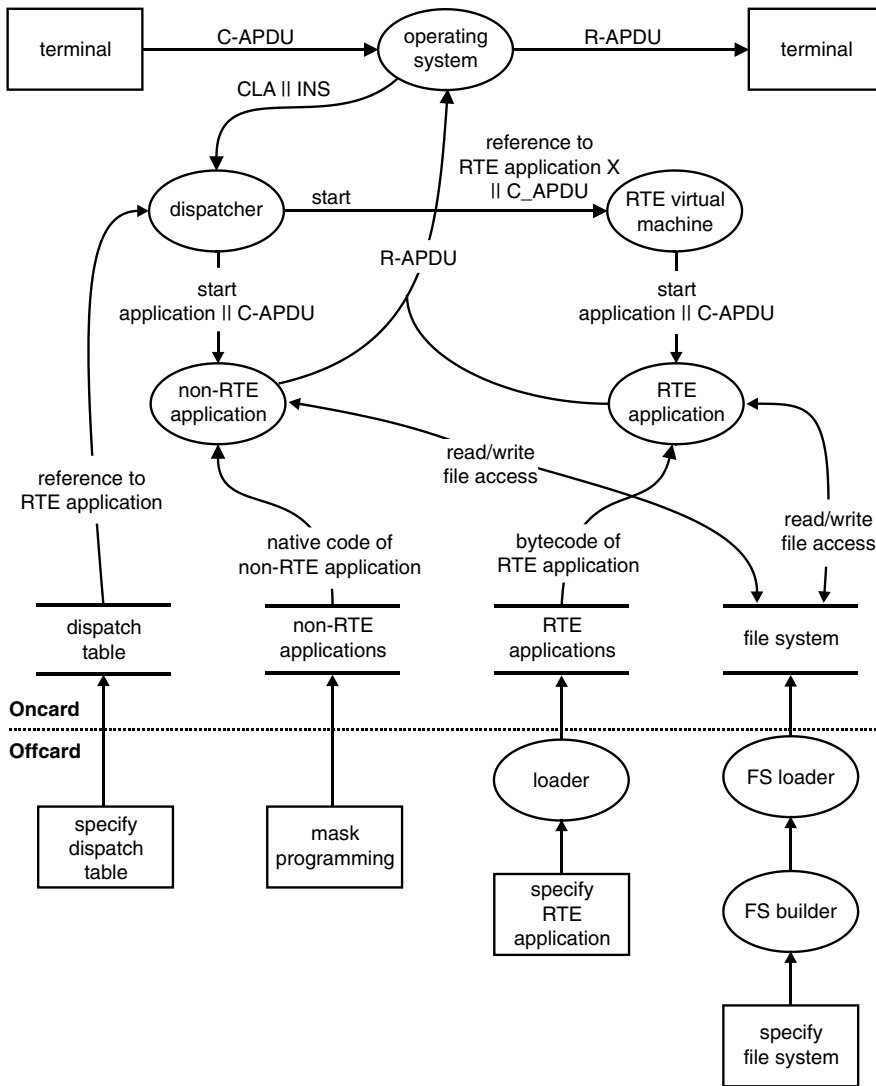 terminal
C-APDU
operating
system
R-APDU
terminal
CLA || INS
reference to
RTE application X
|| C_APDU
dispatcher
start
RTE virtual
machine
R-APDU
start
application || C-APDU
start
application || C-APDU
non-RTE
application
RTE
application
read/write
file access
reference to
RTE application
native code of
non-RTE application
bytecode of
RTE application
read/write
file access
dispatch
table
non-RTE
applications
RTE
applications
file system
Oncard
Offcard
loader
FS loader
specify
dispatch
table
mask
programming
specify
RTE
application
FS builder
specify
file system